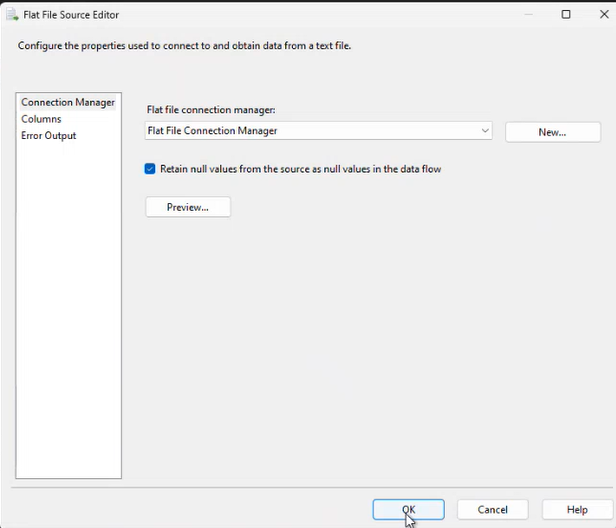 Flat File Source Editor
Configure the properties used to connect to and obtain data from a text file.
Connection Manager
Columns
Error Output
Flat file connection manager:
Flat File Connection Manager
New...
Retain null values from the source as null values in the data flow
Preview...
OK
Cancel
Help